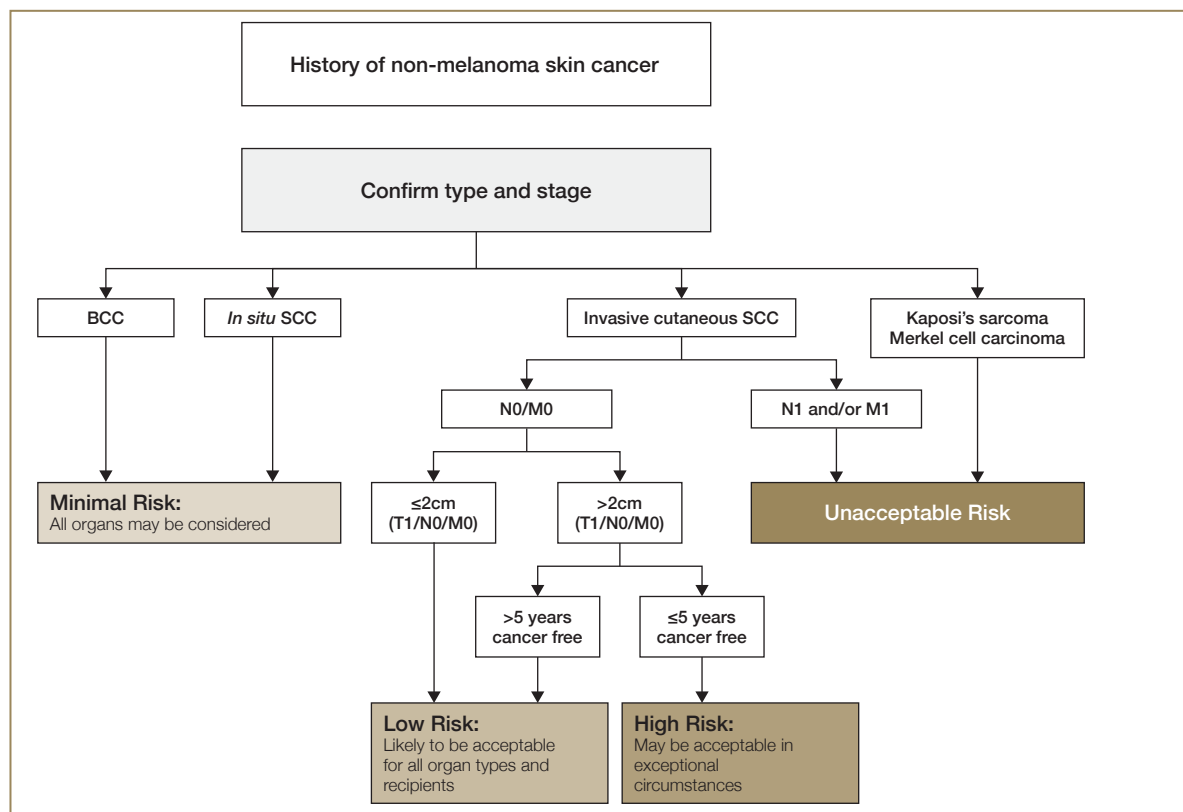 History of non-melanoma skin cancer
Confirm type and stage
BCC
In situ SCC
Invasive cutaneous SCC
Kaposi's sarcoma
Merkel cell carcinoma
N0/M0
N1 and/or M1
Minimal Risk:
All organs may be considered
≤2cm
(T1/N0/M0)
>2cm
(T1/N0/M0)
Unacceptable Risk
>5 years
cancer free
≤5 years
cancer free
Low Risk:
Likely to be acceptable
for all organ types and
recipients
High Risk:
May be acceptable in
exceptional
circumstances